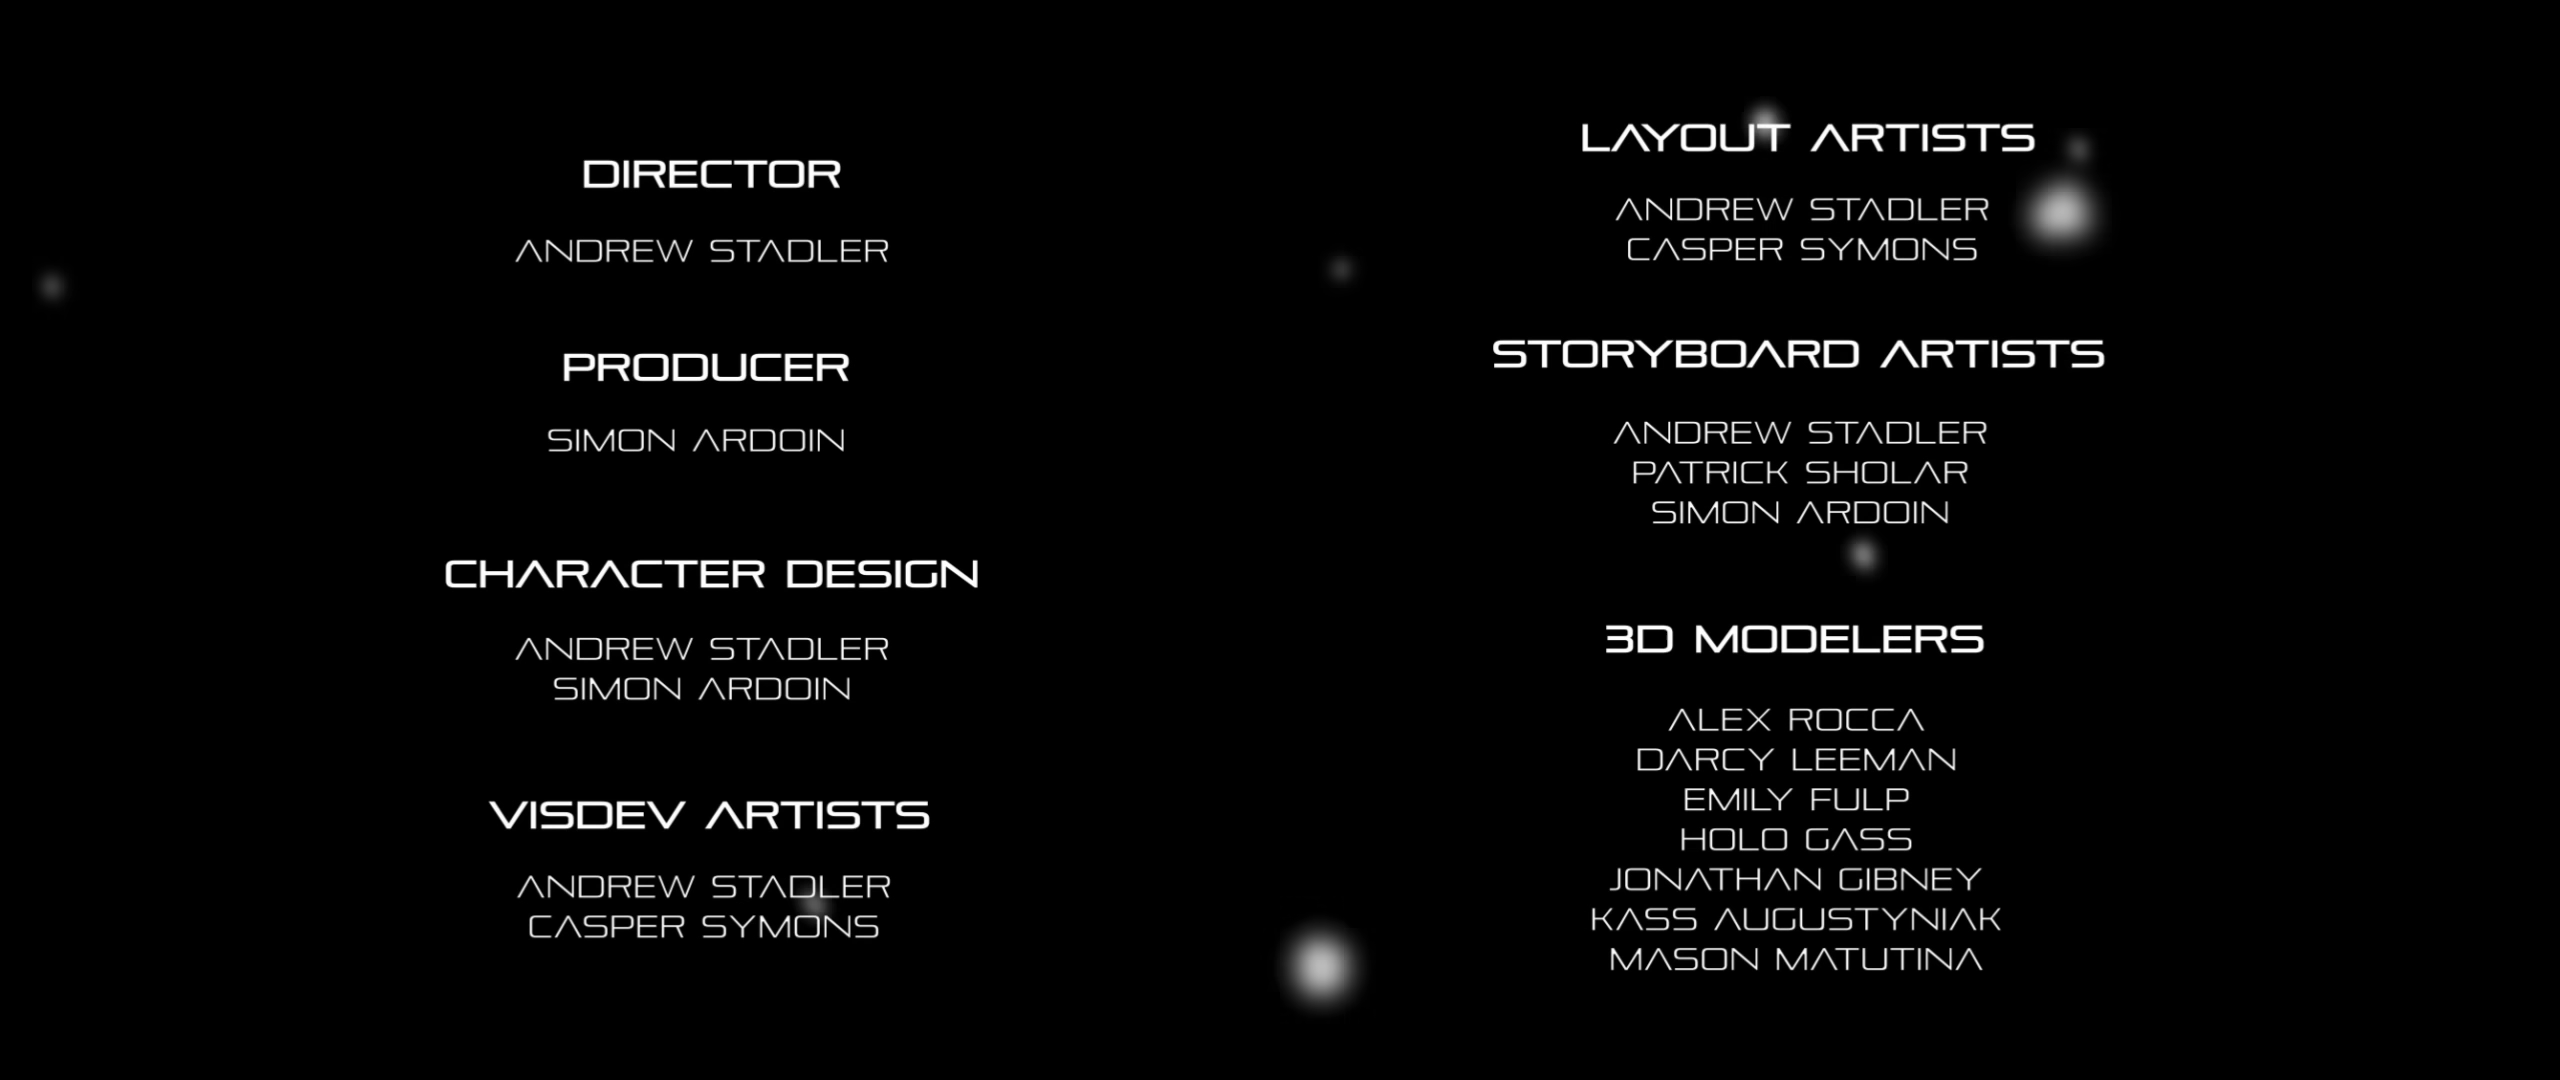 DIRECTOR
ANDREW STADLER
PRODUCER
SIMON ARDOIN
CHARACTER DESIGN
ANDREW STADLER
SIMON ARDOIN
VISDEV ARTISTS
ANDREW STADLER
CASPER SYMONS
LAYOUT ARTISTS
ANDREW STADLER
CASPER SYMONS
STORYBOARD ARTISTS
ANDREW STADLER
PATRICK SHOLAR
SIMON ARDOIN
3D MODELERS
ALEX ROCCA
DARCY LEEMAN
EMILY FULP
HOLO GASS
JONATHAN GIBNEY
KASS AUGUSTYNIAK
MASON MATUTINA